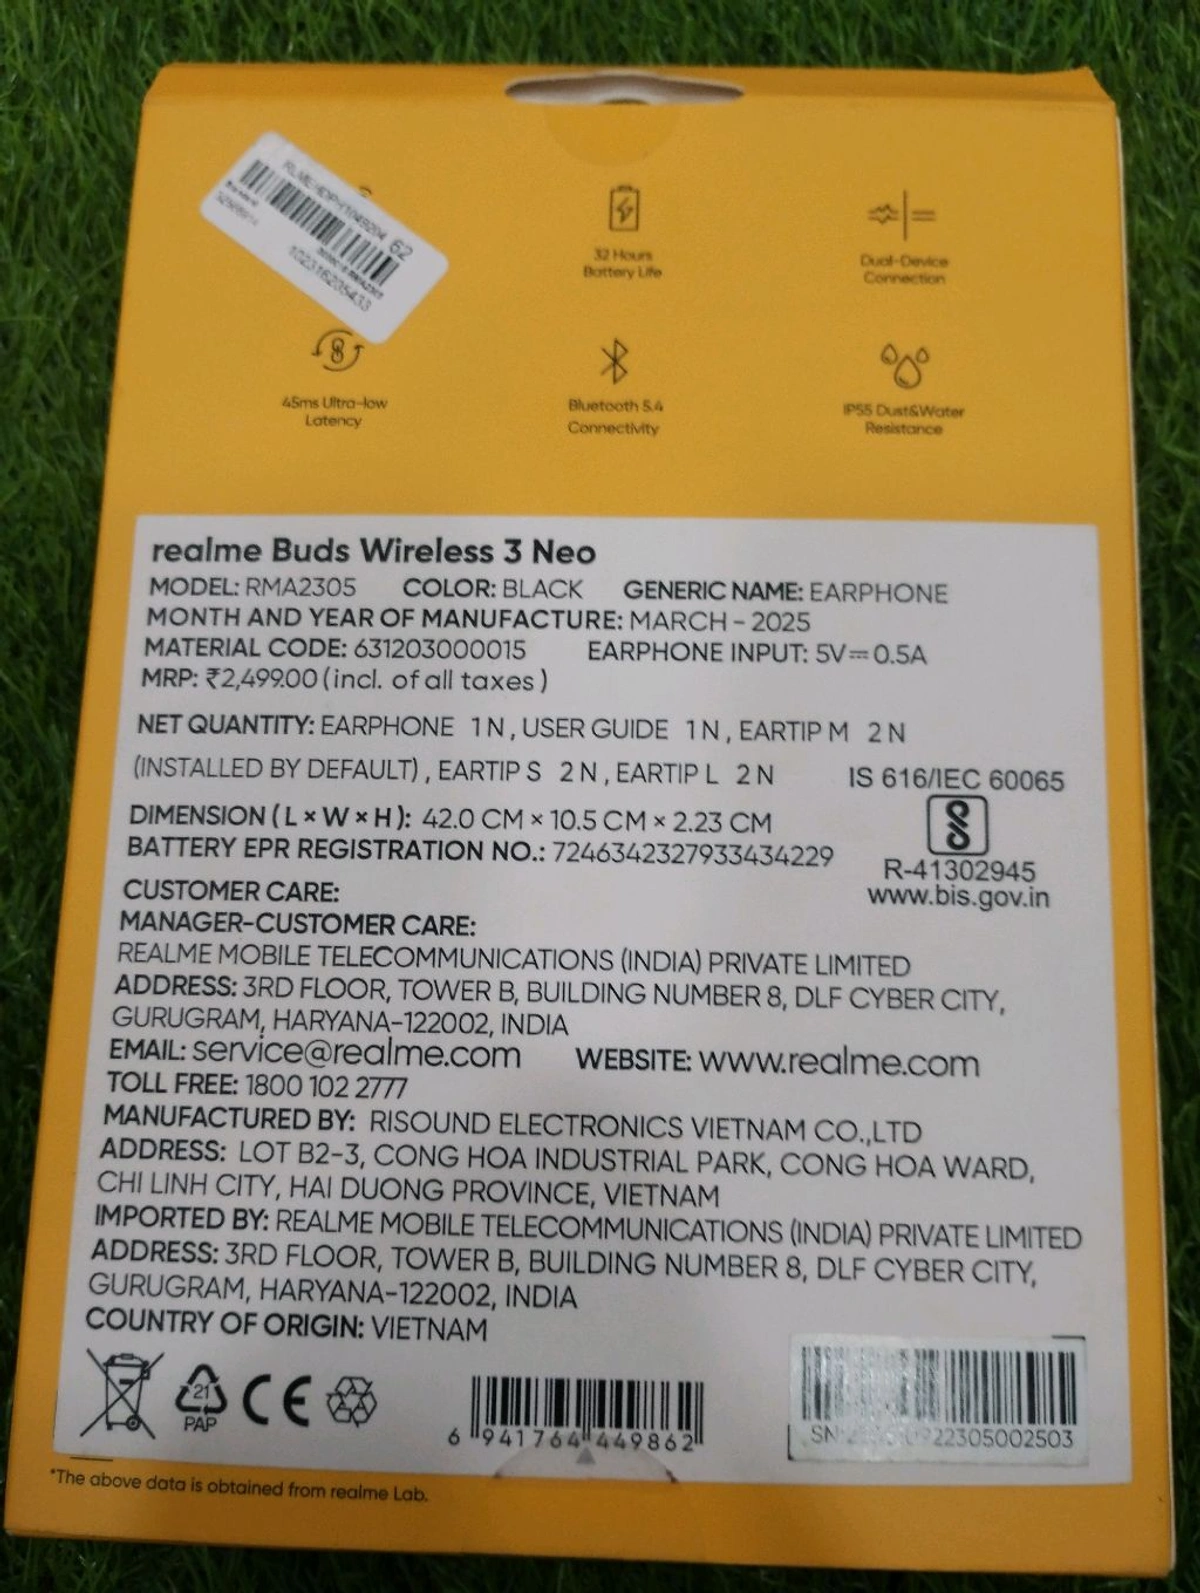 62
32 Hours
Battery Life
Dual-Device
Connection
45ms Ultra-low
Latency
Bluetooth 5.4
Connectivity
IP55 Dust&Water
Resistance
realme Buds Wireless 3 Neo
MODEL: RMA2305 COLOR: BLACK GENERIC NAME: EARPHONE
MONTH AND YEAR OF MANUFACTURE: MARCH - 2025
MATERIAL CODE: 631203000015 EARPHONE INPUT: 5V⎓0.5A
MRP: ₹2,499.00 (incl. of all taxes)
NET QUANTITY: EARPHONE 1 N, USER GUIDE 1 N, EARTIP M 2 N
(INSTALLED BY DEFAULT), EARTIP S 2 N, EARTIP L 2 N
IS 616/IEC 60065
DIMENSION (L × W × H): 42.0 CM × 10.5 CM × 2.23 CM
BATTERY EPR REGISTRATION NO.: 7246342327933434229
R-41302945
www.bis.gov.in
CUSTOMER CARE:
MANAGER-CUSTOMER CARE:
REALME MOBILE TELECOMMUNICATIONS (INDIA) PRIVATE LIMITED
ADDRESS: 3RD FLOOR, TOWER B, BUILDING NUMBER 8, DLF CYBER CITY,
GURUGRAM, HARYANA-122002, INDIA
EMAIL: service@realme.com WEBSITE: www.realme.com
TOLL FREE: 1800 102 2777
MANUFACTURED BY: RISOUND ELECTRONICS VIETNAM CO.,LTD
ADDRESS: LOT B2-3, CONG HOA INDUSTRIAL PARK, CONG HOA WARD,
CHI LINH CITY, HAI DUONG PROVINCE, VIETNAM
IMPORTED BY: REALME MOBILE TELECOMMUNICATIONS (INDIA) PRIVATE LIMITED
ADDRESS: 3RD FLOOR, TOWER B, BUILDING NUMBER 8, DLF CYBER CITY,
GURUGRAM, HARYANA-122002, INDIA
COUNTRY OF ORIGIN: VIETNAM
21
PAP
CE
6 941764 449862
SN
*The above data is obtained from realme Lab.